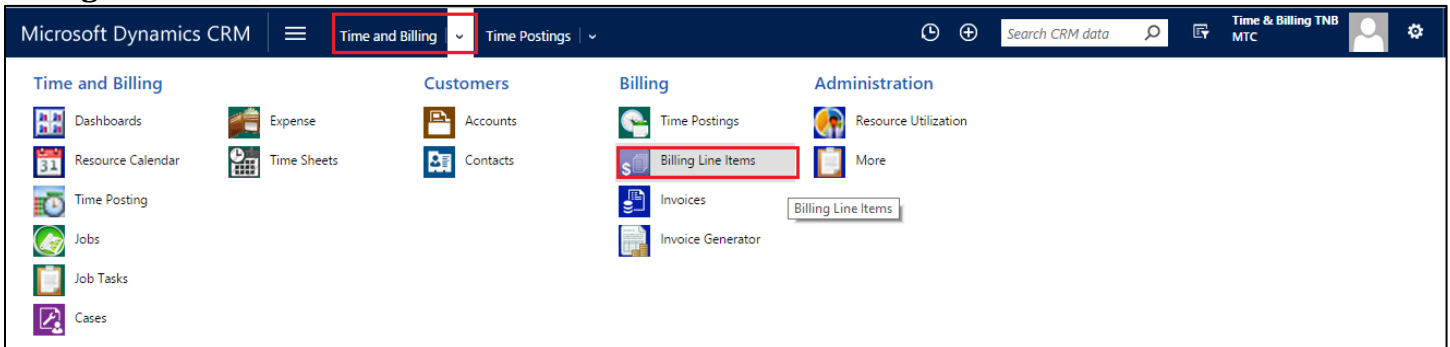 Microsoft Dynamics CRM Time and Billing Time Postings Search CRM data Time & Billing TNB
MTC
Time and Billing Customers Billing Administration
Dashboards Expense Accounts Time Postings Resource Utilization
31 Resource Calendar Time Sheets Contacts $ Billing Line Items More
Time Posting Invoices Billing Line Items
Jobs Invoice Generator
Job Tasks
Cases